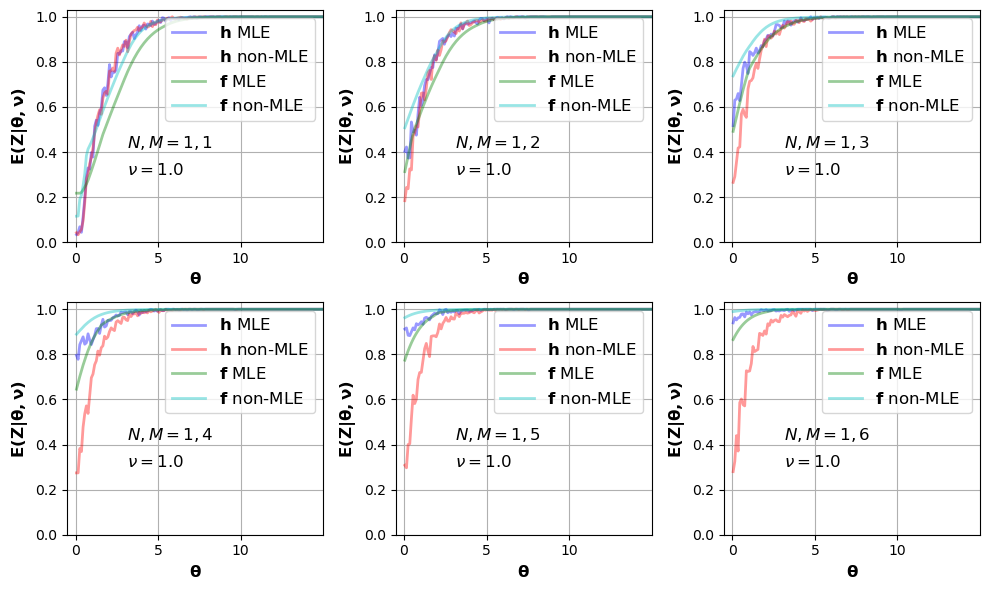 1.0
0.8
0.6
0.4
0.2
0.0
E(Z|θ, ν)
h MLE
h non-MLE
f MLE
f non-MLE
N, M = 1, 1
ν = 1.0
0 5 10
θ
1.0
0.8
0.6
0.4
0.2
0.0
E(Z|θ, ν)
h MLE
h non-MLE
f MLE
f non-MLE
N, M = 1, 2
ν = 1.0
0 5 10
θ
1.0
0.8
0.6
0.4
0.2
0.0
E(Z|θ, ν)
h MLE
h non-MLE
f MLE
f non-MLE
N, M = 1, 3
ν = 1.0
0 5 10
θ
1.0
0.8
0.6
0.4
0.2
0.0
E(Z|θ, ν)
h MLE
h non-MLE
f MLE
f non-MLE
N, M = 1, 4
ν = 1.0
0 5 10
θ
1.0
0.8
0.6
0.4
0.2
0.0
E(Z|θ, ν)
h MLE
h non-MLE
f MLE
f non-MLE
N, M = 1, 5
ν = 1.0
0 5 10
θ
1.0
0.8
0.6
0.4
0.2
0.0
E(Z|θ, ν)
h MLE
h non-MLE
f MLE
f non-MLE
N, M = 1, 6
ν = 1.0
0 5 10
θ